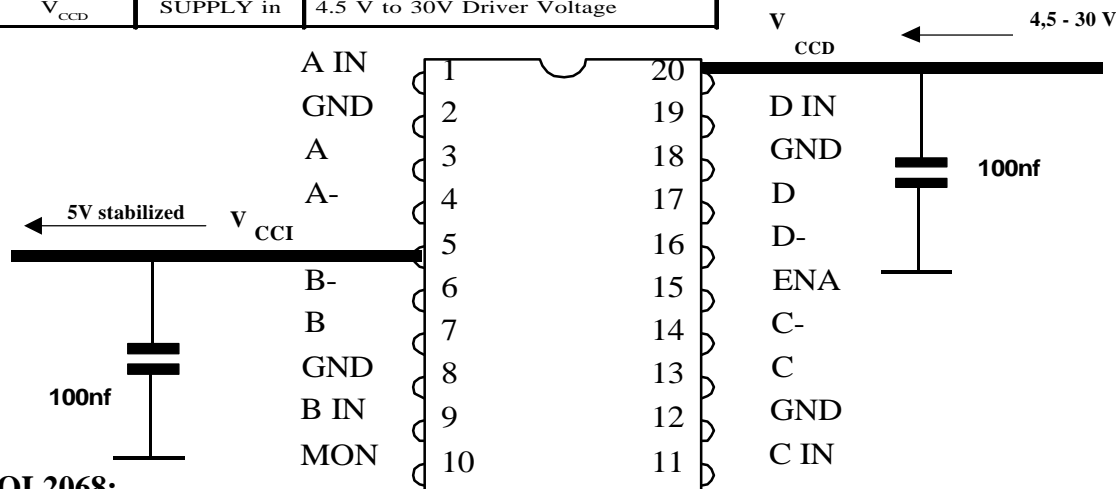 V CCD SUPPLY in 4.5 V to 30V Driver Voltage
V CCD 4,5 - 30 V
A IN 1 20
GND 2 19 D IN
A 3 18 GND
100nf
A- 4 17 D
5V stabilized V CCI
5 16 D-
B- 6 15 ENA
B 7 14 C-
GND 8 13 C
100nf
B IN 9 12 GND
MON 10 11 C IN
OL2068: